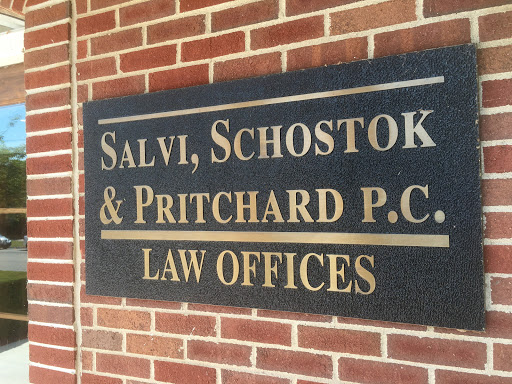 SALVI, SCHOSTOK
& PRITCHARD P.C.
LAW OFFICES